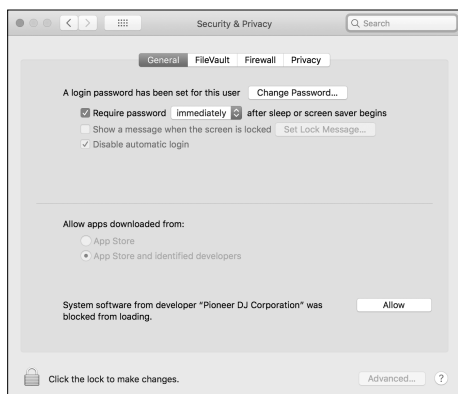 Security & Privacy
Search
General FileVault Firewall Privacy
A login password has been set for this user Change Password...
Require password immediately after sleep or screen saver begins
Show a message when the screen is locked Set Lock Message...
Disable automatic login
Allow apps downloaded from:
App Store
App Store and identified developers
System software from developer “Pioneer DJ Corporation” was Allow
blocked from loading.
Click the lock to make changes. Advanced... ?